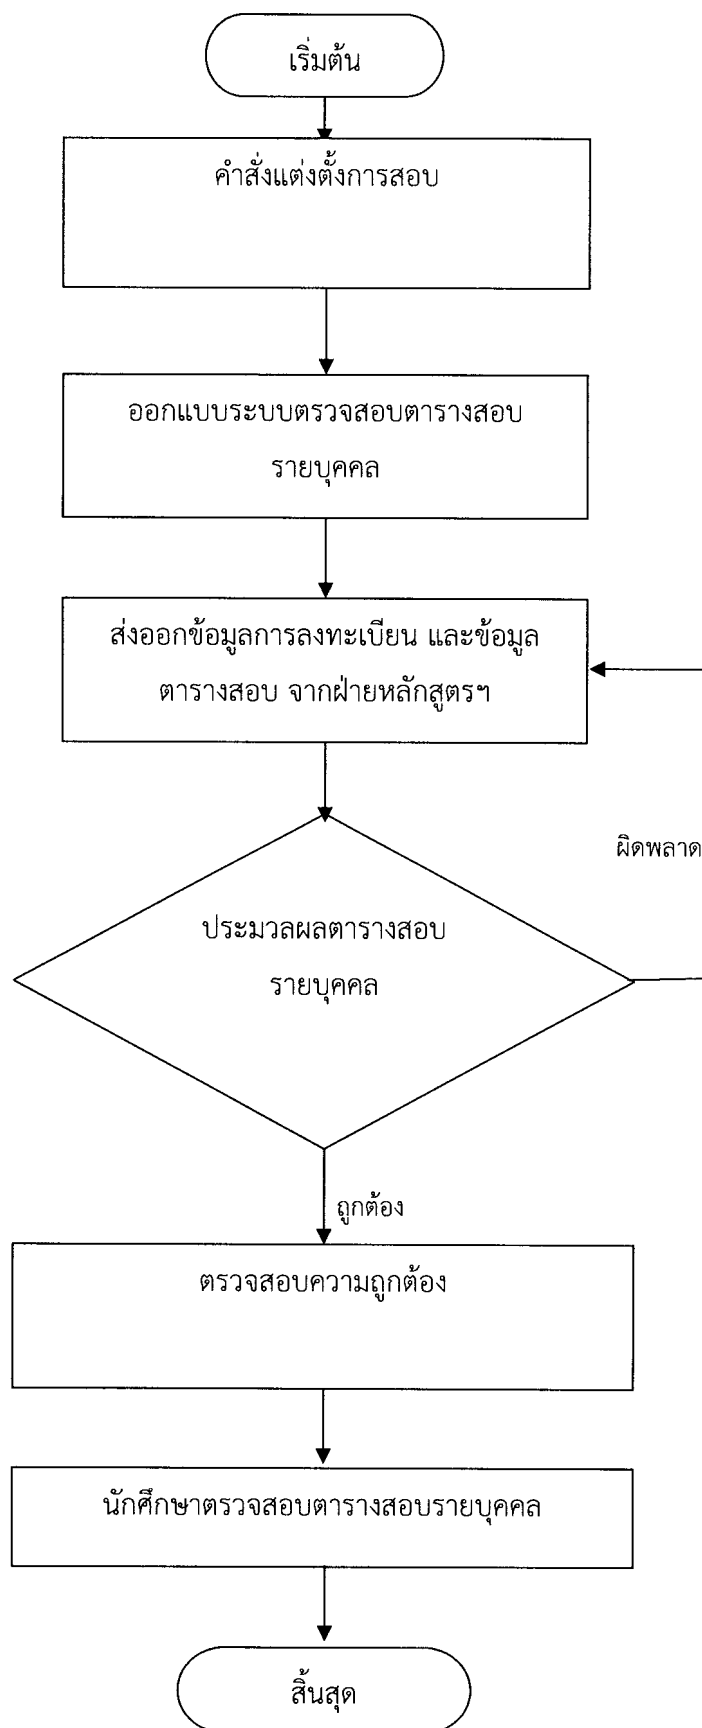 เริ่มต้น
คำสั่งแต่งตั้งการสอบ
ออกแบบระบบตรวจสอบตารางสอบ
รายบุคคล
ส่งออกข้อมูลการลงทะเบียน และข้อมูล
ตารางสอบ จากฝ่ายหลักสูตรฯ
ผิดพลาด
ประมวลผลตารางสอบ
รายบุคคล
ถูกต้อง
ตรวจสอบความถูกต้อง
นักศึกษาตรวจสอบตารางสอบรายบุคคล
สิ้นสุด